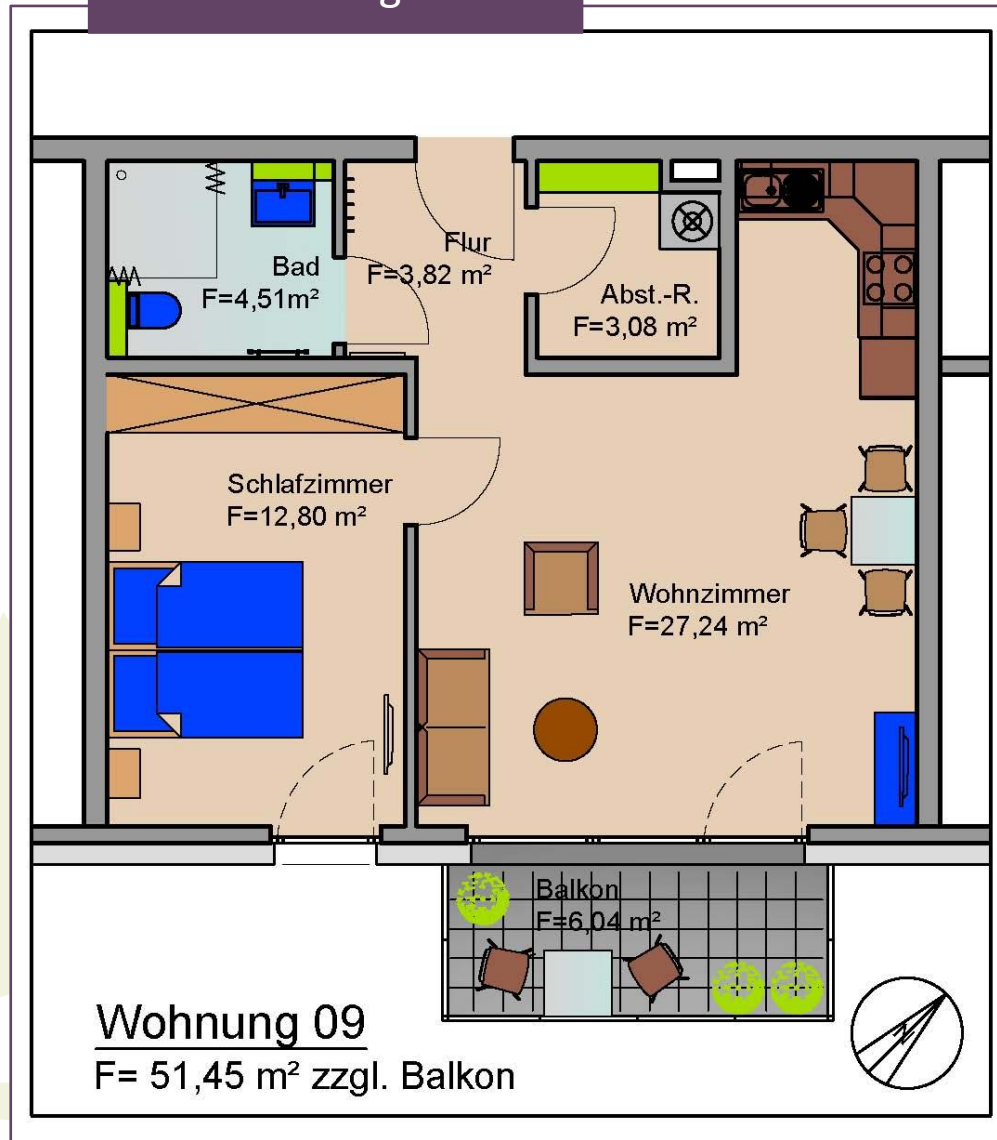 Bad
F=4,51m²
Flur
F=3,82 m²
Abst.-R.
F=3,08 m²
Schlafzimmer
F=12,80 m²
Wohnzimmer
F=27,24 m²
Balkon
F=6,04 m²
N
Wohnung 09
F= 51,45 m² zzgl. Balkon